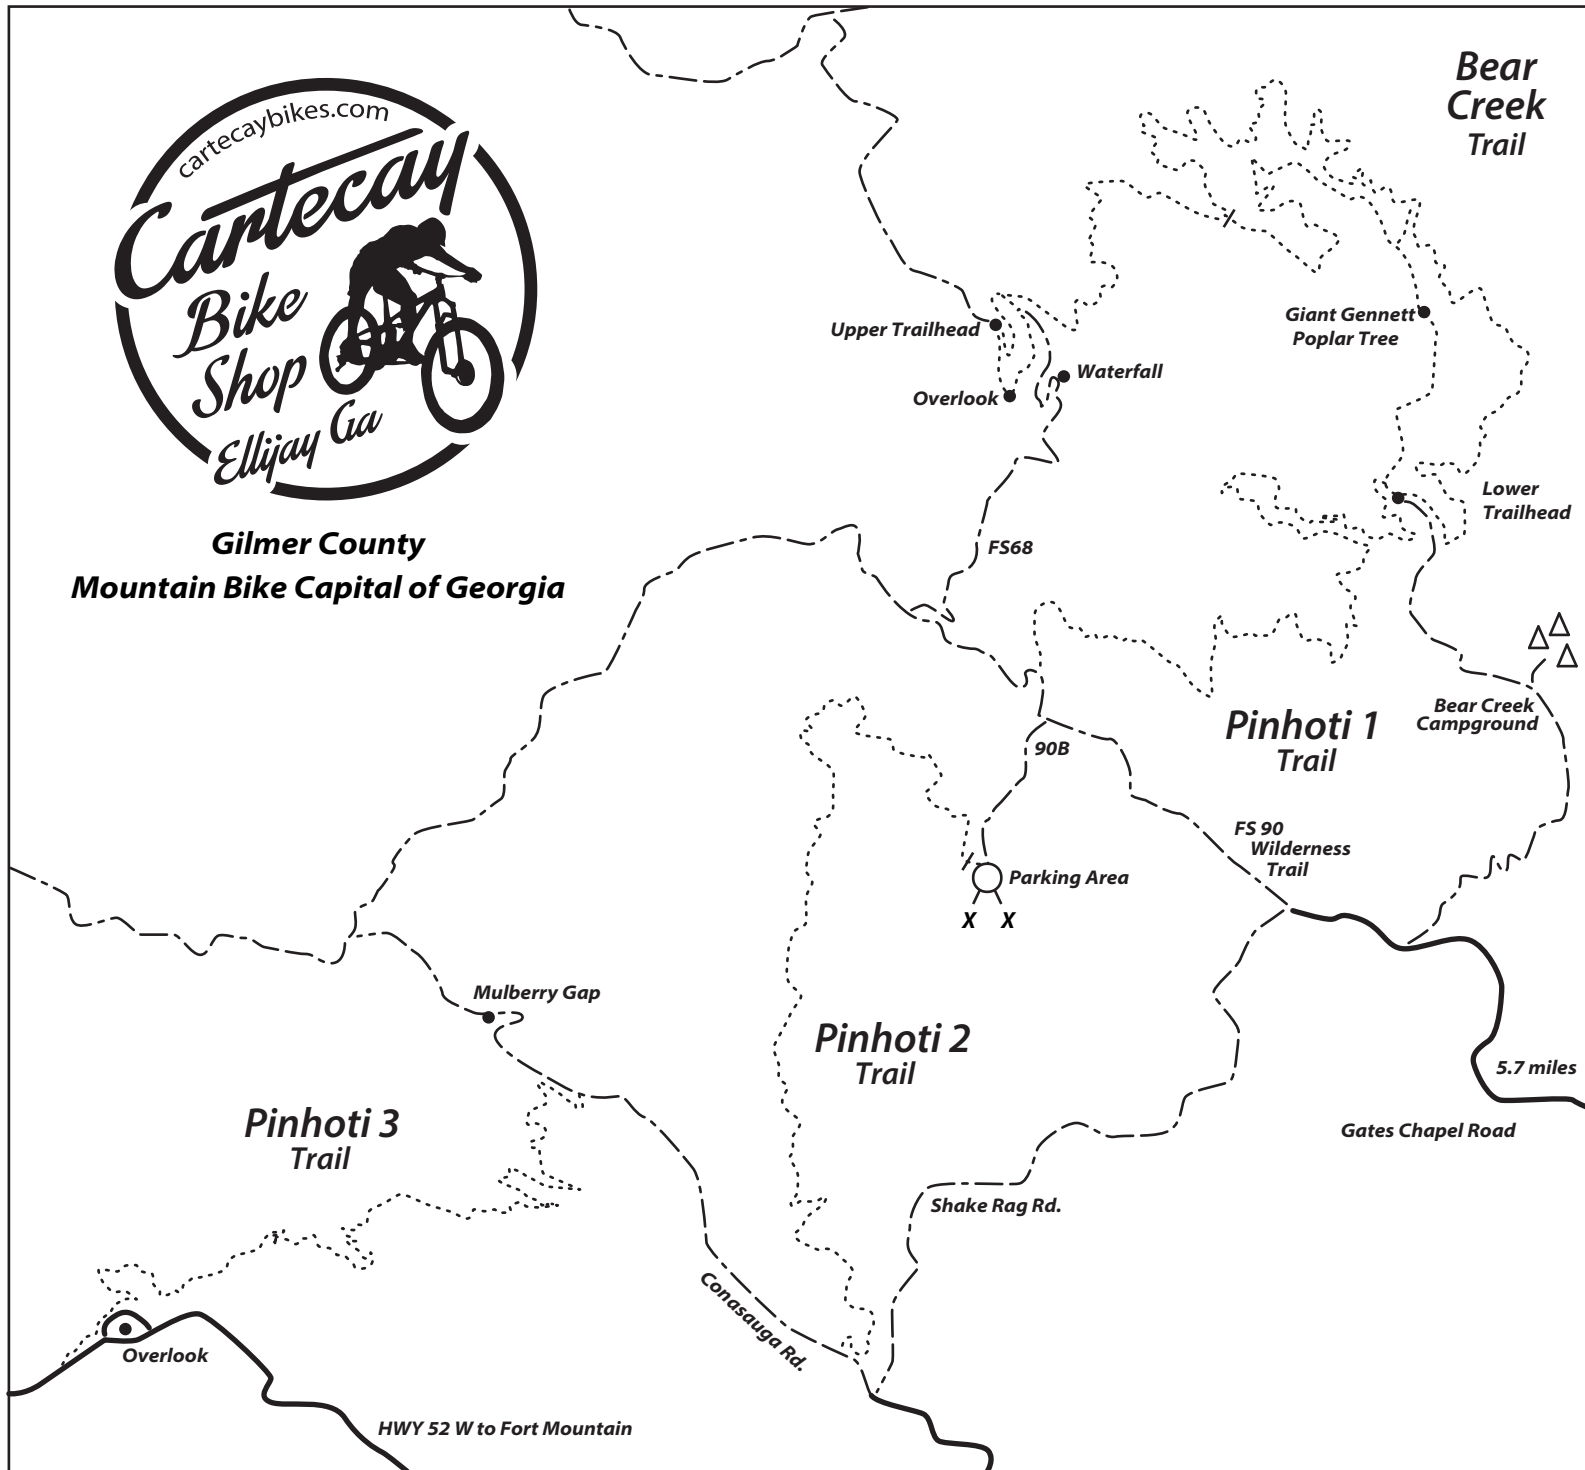 cartecaybikes.com
Cartecay
Bike
Shop
Ellijay Ga
Gilmer County
Mountain Bike Capital of Georgia
Bear
Creek
Trail
Upper Trailhead
Overlook
Waterfall
Giant Gennett
Poplar Tree
Lower
Trailhead
FS68
Bear Creek
Campground
Pinhoti 1
Trail
90B
FS 90
Wilderness
Trail
Parking Area
X X
Mulberry Gap
Pinhoti 2
Trail
5.7 miles
Gates Chapel Road
Pinhoti 3
Trail
Shake Rag Rd.
Conasauga Rd.
Overlook
HWY 52 W to Fort Mountain